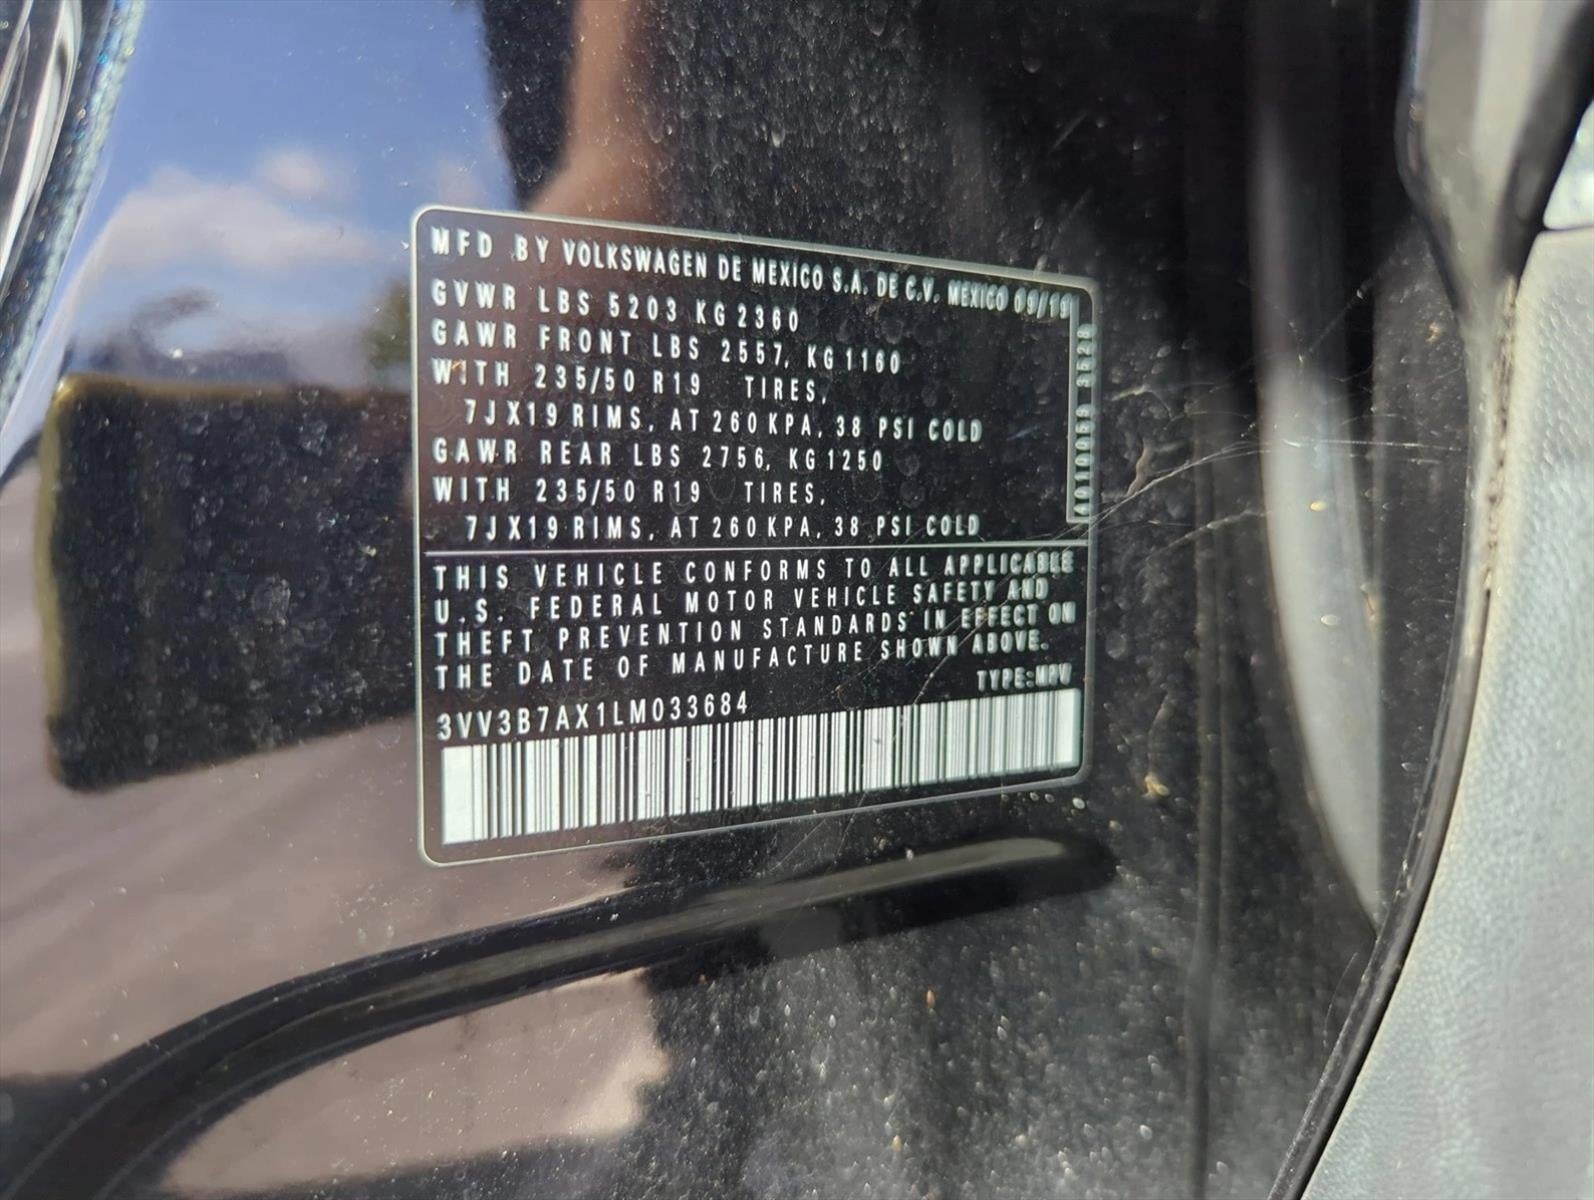 MFD BY VOLKSWAGEN DE MEXICO S.A. DE C.V. MEXICO 09/19
GVWR LBS 5203 KG 2360
GAWR FRONT LBS 2557, KG 1160
WITH 235/50 R19 TIRES,
7JX19 RIMS, AT 260 KPA, 38 PSI COLD
GAWR REAR LBS 2756, KG 1250
WITH 235/50 R19 TIRES,
7JX19 RIMS, AT 260 KPA, 38 PSI COLD
THIS VEHICLE CONFORMS TO ALL APPLICABLE
U.S. FEDERAL MOTOR VEHICLE SAFETY AND
THEFT PREVENTION STANDARDS IN EFFECT ON
THE DATE OF MANUFACTURE SHOWN ABOVE.
TYPE:MPV
3VV3B7AX1LM033684
3528